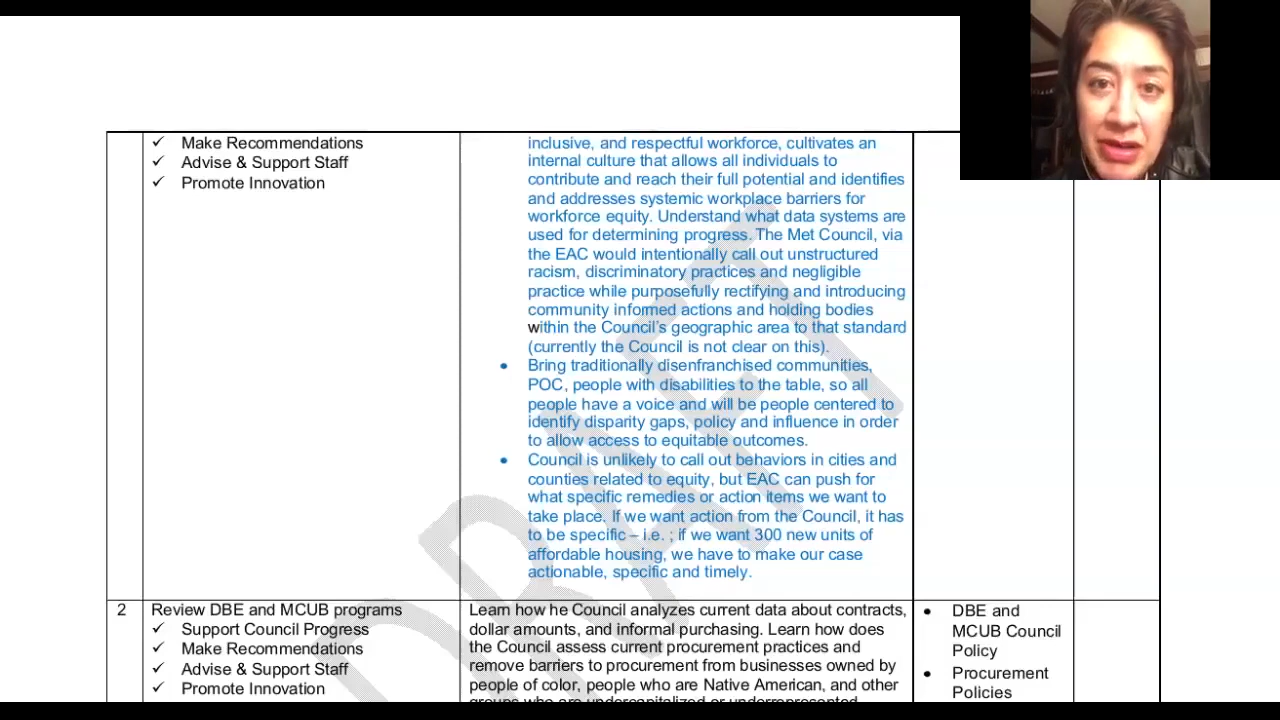 ✓ Make Recommendations
✓ Advise & Support Staff
✓ Promote Innovation
inclusive, and respectful workforce, cultivates an
internal culture that allows all individuals to
contribute and reach their full potential and identifies
and addresses systemic workplace barriers for
workforce equity. Understand what data systems are
used for determining progress. The Met Council, via
the EAC would intentionally call out unstructured
racism, discriminatory practices and negligible
practice while purposefully rectifying and introducing
community informed actions and holding bodies
within the Council's geographic area to that standard
(currently the Council is not clear on this).
• Bring traditionally disenfranchised communities,
POC, people with disabilities to the table, so all
people have a voice and will be people centered to
identify disparity gaps, policy and influence in order
to allow access to equitable outcomes.
• Council is unlikely to call out behaviors in cities and
counties related to equity, but EAC can push for
what specific remedies or action items we want to
take place. If we want action from the Council, it has
to be specific – i.e. ; if we want 300 new units of
affordable housing, we have to make our case
actionable, specific and timely.
2
Review DBE and MCUB programs
✓ Support Council Progress
✓ Make Recommendations
✓ Advise & Support Staff
✓ Promote Innovation
Learn how he Council analyzes current data about contracts,
dollar amounts, and informal purchasing. Learn how does
the Council assess current procurement practices and
remove barriers to procurement from businesses owned by
people of color, people who are Native American, and other
groups who are undercapitalized or underrepresented
• DBE and
MCUB Council
Policy
• Procurement
Policies
DRAFT